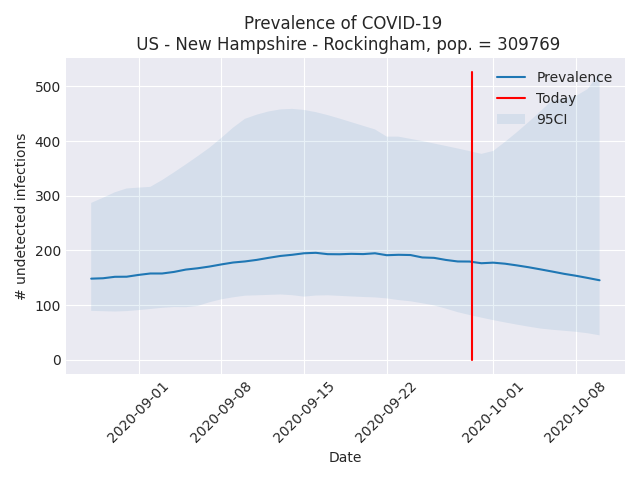 Prevalence of COVID-19
US - New Hampshire - Rockingham, pop. = 309769
Prevalence
Today
95CI
500
400
300
200
100
0
# undetected infections
2020-09-01
2020-09-08
2020-09-15
2020-09-22
2020-10-01
2020-10-08
Date